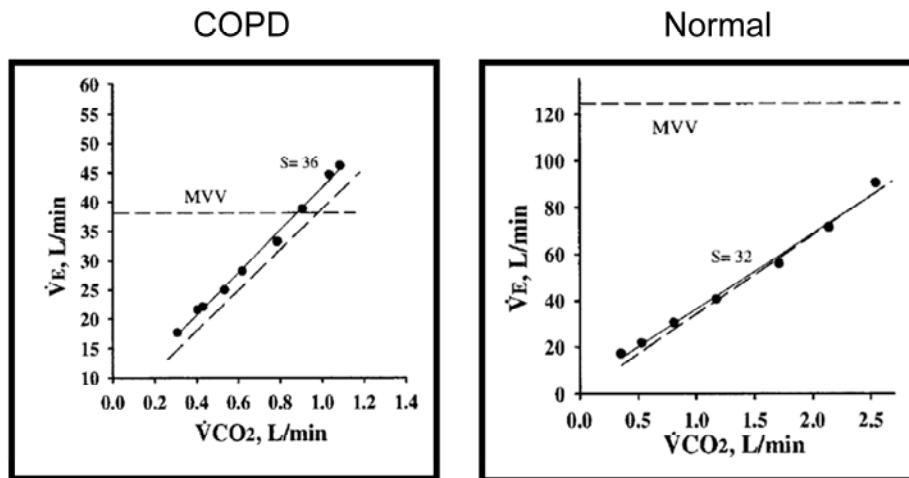 COPD
Normal
60
55
50
45
40
35
30
25
20
15
10
S= 36
MVV
V̇E, L/min
0.0 0.2 0.4 0.6 0.8 1.0 1.2 1.4
V̇CO2, L/min
120
100
80
60
40
20
0
MVV
S= 32
V̇E, L/min
0.0 0.5 1.0 1.5 2.0 2.5
V̇CO2, L/min